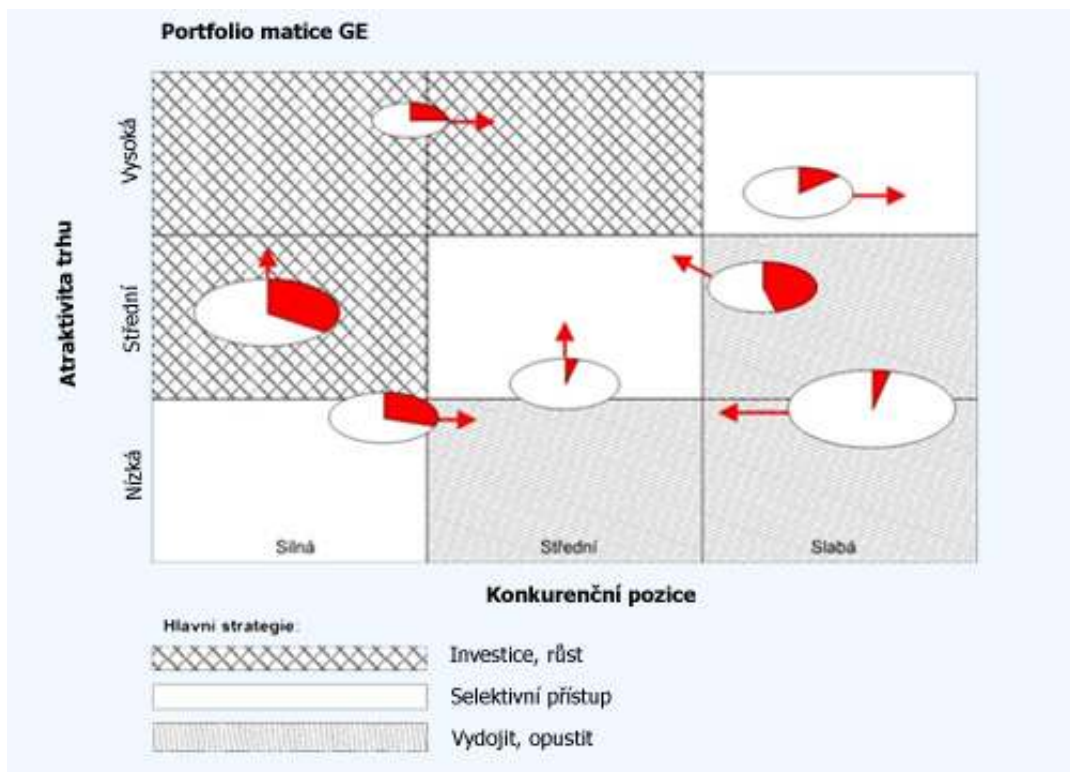 Portfolio matice GE
Atraktivita trhu
Vysoká
Střední
Nízká
Silná
Střední
Slabá
Konkurenční pozice
Hlavní strategie:
Investice, růst
Selektivní přístup
Vydojit, opustit